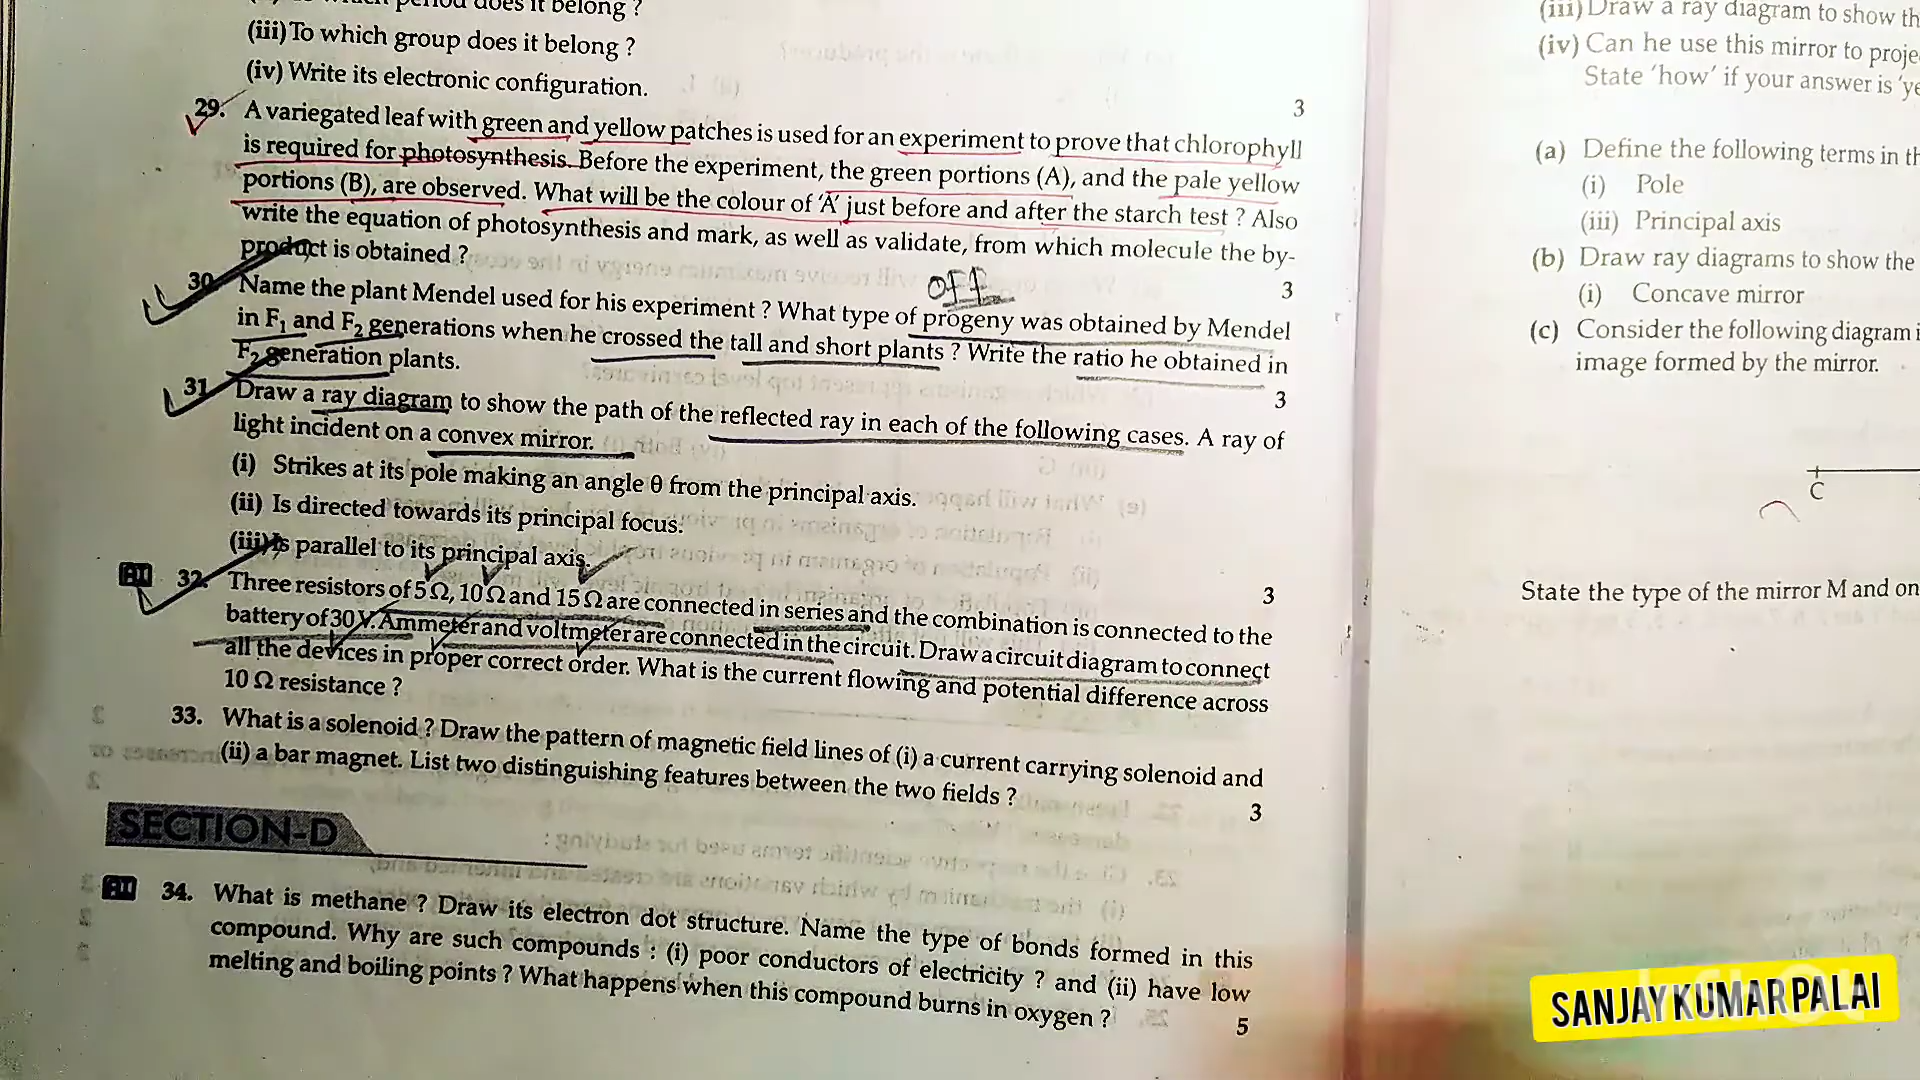 period does it belong ?
(iii) To which group does it belong ?
(iv) Write its electronic configuration.
3
29. A variegated leaf with green and yellow patches is used for an experiment to prove that chlorophyll
is required for photosynthesis. Before the experiment, the green portions (A), and the pale yellow
portions (B), are observed. What will be the colour of 'A' just before and after the starch test ? Also
write the equation of photosynthesis and mark, as well as validate, from which molecule the by-
product is obtained ?
3
off
30. Name the plant Mendel used for his experiment ? What type of progeny was obtained by Mendel
in F1 and F2 generations when he crossed the tall and short plants ? Write the ratio he obtained in
F2 generation plants.
3
31. Draw a ray diagram to show the path of the reflected ray in each of the following cases. A ray of
light incident on a convex mirror.
(i) Strikes at its pole making an angle θ from the principal axis.
(ii) Is directed towards its principal focus.
(iii) Is parallel to its principal axis.
3
AI 32. Three resistors of 5 Ω, 10 Ω and 15 Ω are connected in series and the combination is connected to the
battery of 30 V. Ammeter and voltmeter are connected in the circuit. Draw a circuit diagram to connect
all the devices in proper correct order. What is the current flowing and potential difference across
10 Ω resistance ?
33. What is a solenoid ? Draw the pattern of magnetic field lines of (i) a current carrying solenoid and
(ii) a bar magnet. List two distinguishing features between the two fields ?
3
SECTION-D
AI 34. What is methane ? Draw its electron dot structure. Name the type of bonds formed in this
compound. Why are such compounds : (i) poor conductors of electricity ? and (ii) have low
melting and boiling points ? What happens when this compound burns in oxygen ?
5
(iii) Draw a ray diagram to show th
(iv) Can he use this mirror to proje
State 'how' if your answer is 'ye
(a) Define the following terms in th
(i) Pole
(iii) Principal axis
(b) Draw ray diagrams to show the
(i) Concave mirror
(c) Consider the following diagram i
image formed by the mirror.
C
State the type of the mirror M and on
SANJAY KUMAR PALAI